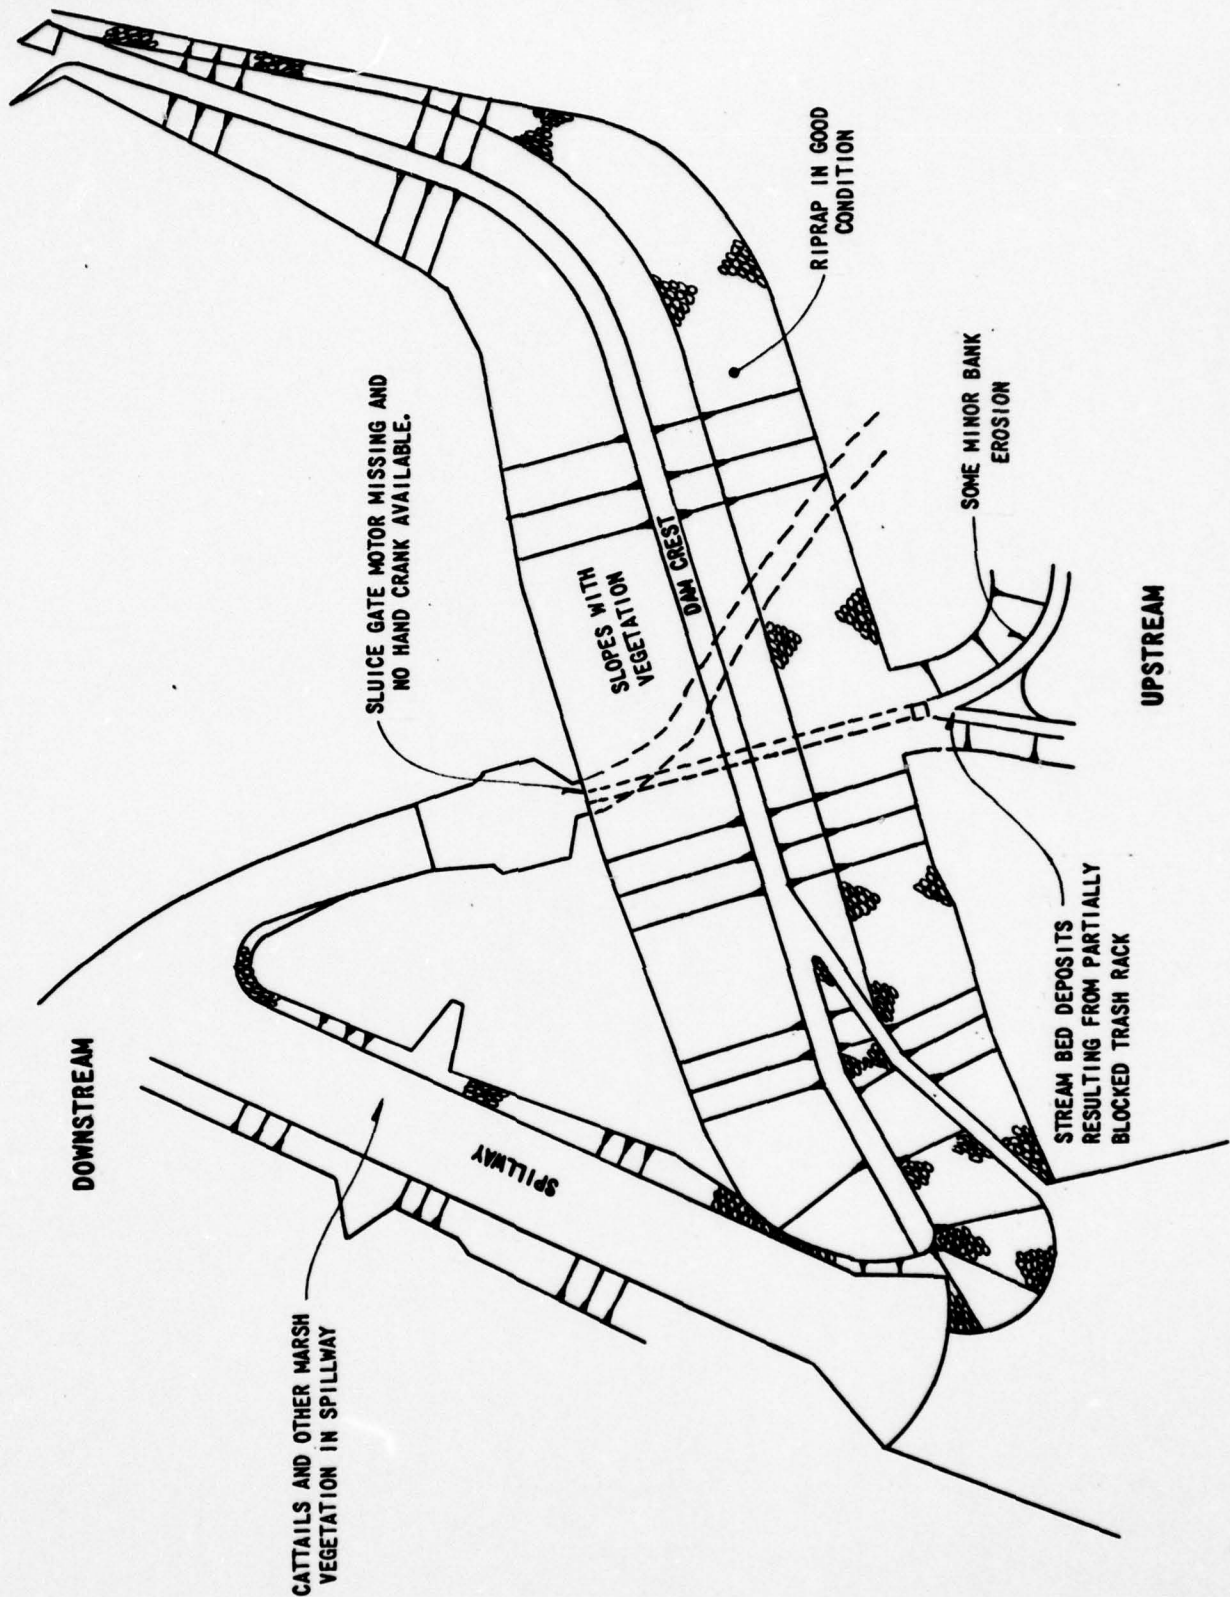 DOWNSTREAM
CATTAILS AND OTHER MARSH
VEGETATION IN SPILLWAY
SPILLWAY
SLUICE GATE MOTOR MISSING AND
NO HAND CRANK AVAILABLE.
SLOPES WITH
VEGETATION
DAM CREST
RIPRAP IN GOOD
CONDITION
SOME MINOR BANK
EROSION
STREAM BED DEPOSITS
RESULTING FROM PARTIALLY
BLOCKED TRASH RACK
UPSTREAM